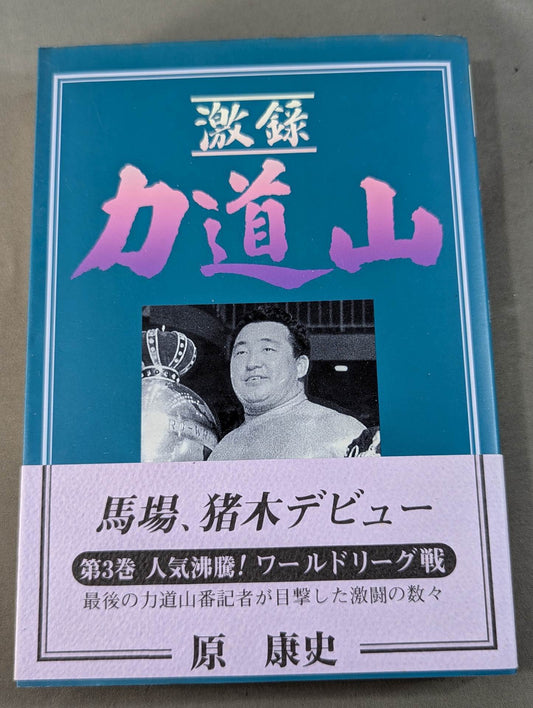 激録
力道山
馬場、猪木デビュー
第3巻 人気沸騰！ワールドリーグ戦
最後の力道山番記者が目撃した激闘の数々
原 康史